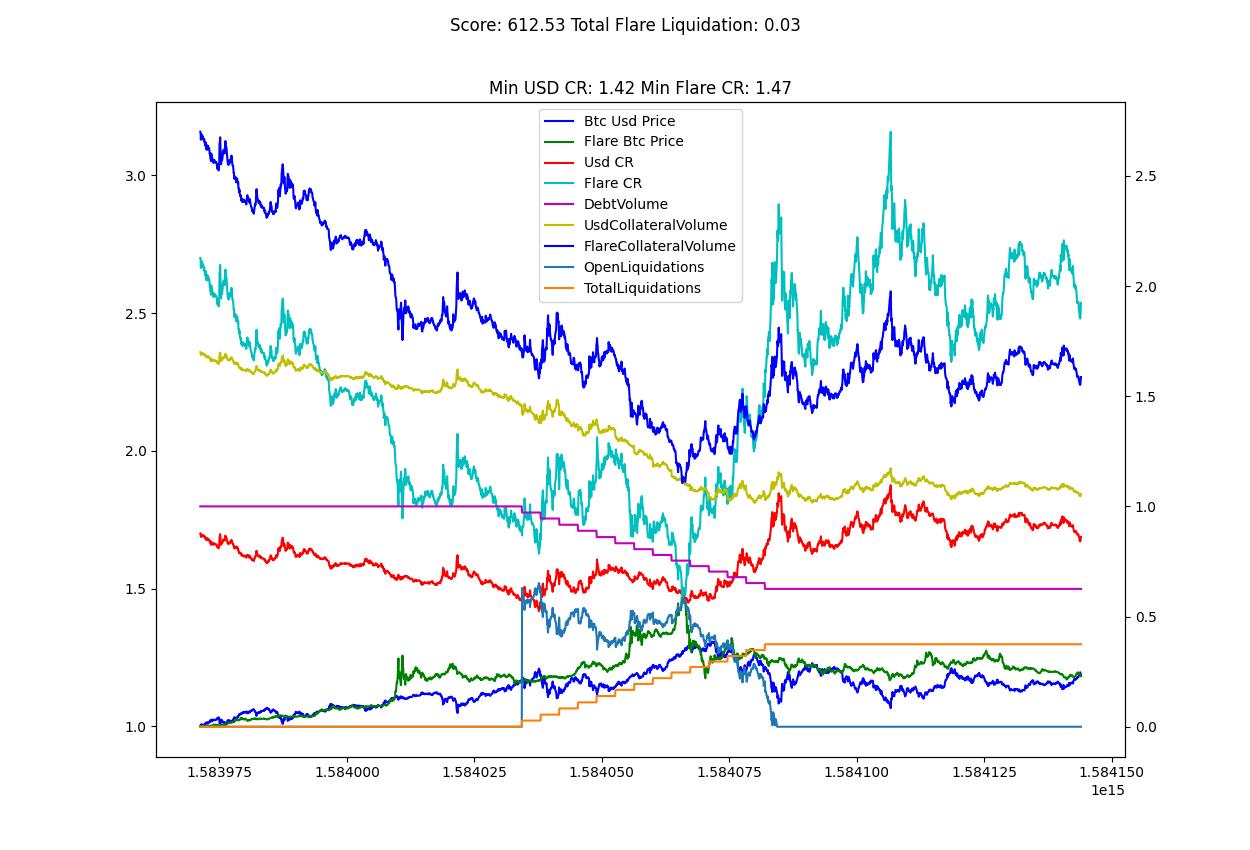 Score: 612.53 Total Flare Liquidation: 0.03
Min USD CR: 1.42 Min Flare CR: 1.47
Btc Usd Price
Flare Btc Price
Usd CR
Flare CR
DebtVolume
UsdCollateralVolume
FlareCollateralVolume
OpenLiquidations
TotalLiquidations
3.0
2.5
2.0
1.5
1.0
2.5
2.0
1.5
1.0
0.5
0.0
1.583975
1.584000
1.584025
1.584050
1.584075
1.584100
1.584125
1.584150
1e15